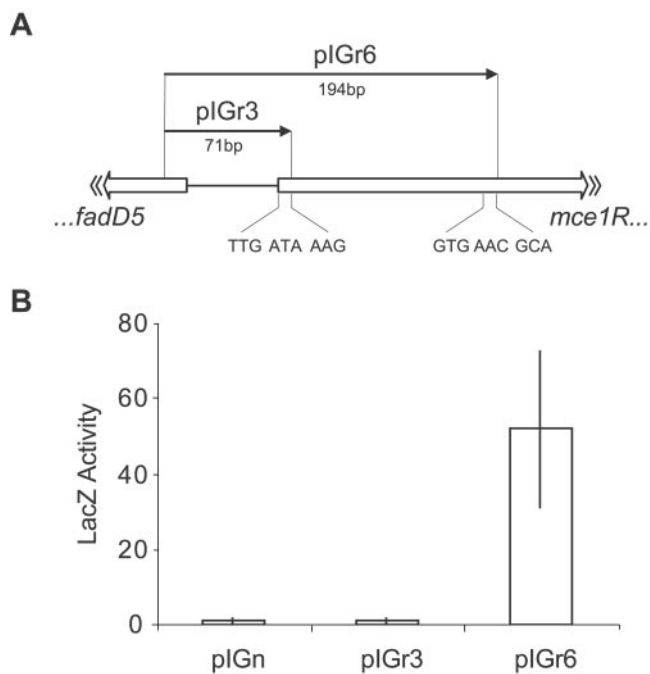 A
pIGr6
194bp
pIGr3
71bp
...fadD5
mce1R...
TTG ATA AAG
GTG AAC GCA
B
80
60
40
20
0
LacZ Activity
pIGn
pIGr3
pIGr6